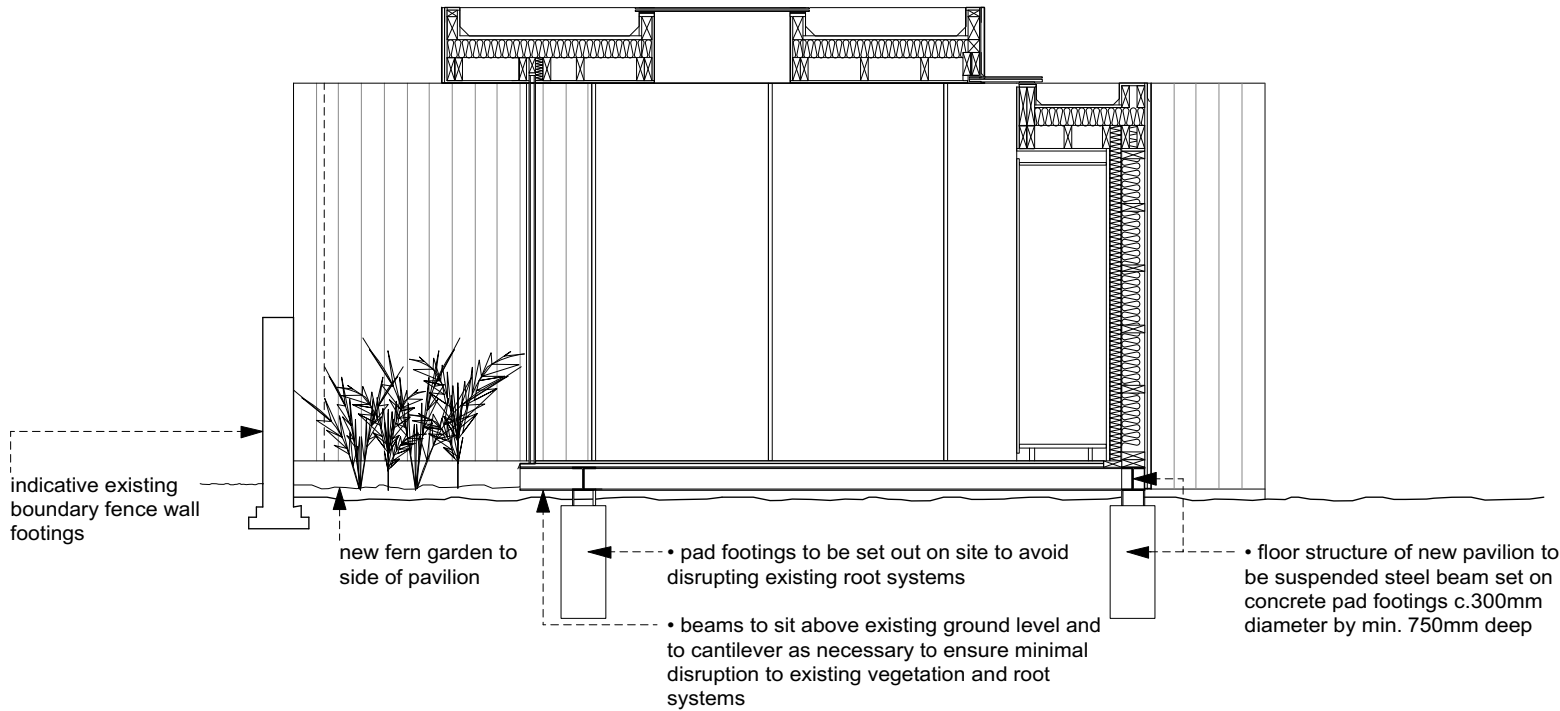 indicative existing
boundary fence wall
footings
new fern garden to
side of pavilion
• pad footings to be set out on site to avoid
disrupting existing root systems
• beams to sit above existing ground level and
to cantilever as necessary to ensure minimal
disruption to existing vegetation and root
systems
• floor structure of new pavilion to
be suspended steel beam set on
concrete pad footings c.300mm
diameter by min. 750mm deep